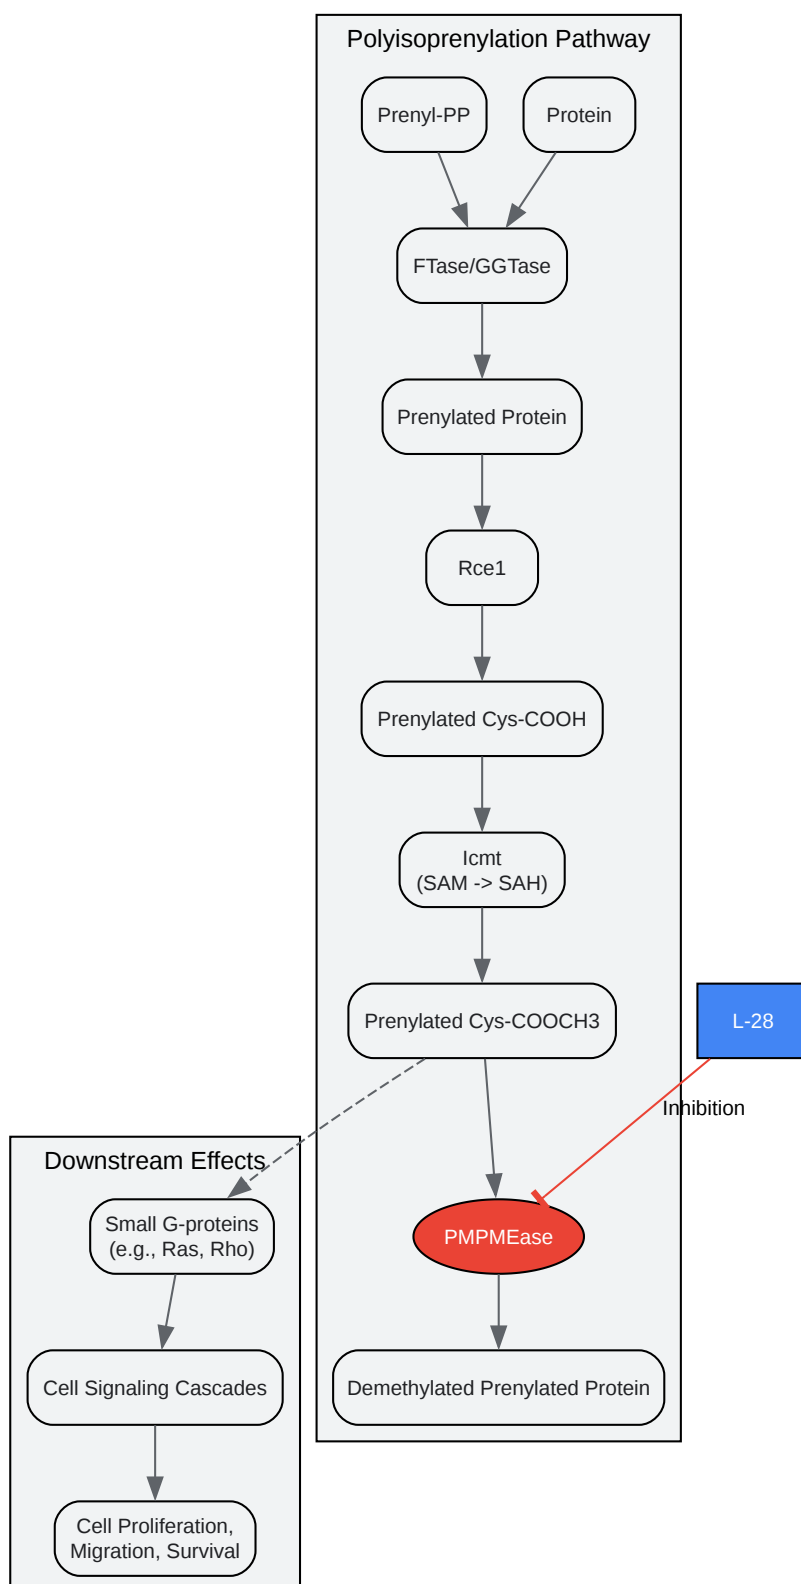 Polyisoprenylation Pathway
Prenyl-PP
Protein
FTase/GGTase
Prenylated Protein
Rce1
Prenylated Cys-COOH
Icmt
(SAM -> SAH)
Prenylated Cys-COOCH3
L-28
Inhibition
Downstream Effects
Small G-proteins
(e.g., Ras, Rho)
PMPMEase
Cell Signaling Cascades
Demethylated Prenylated Protein
Cell Proliferation,
Migration, Survival